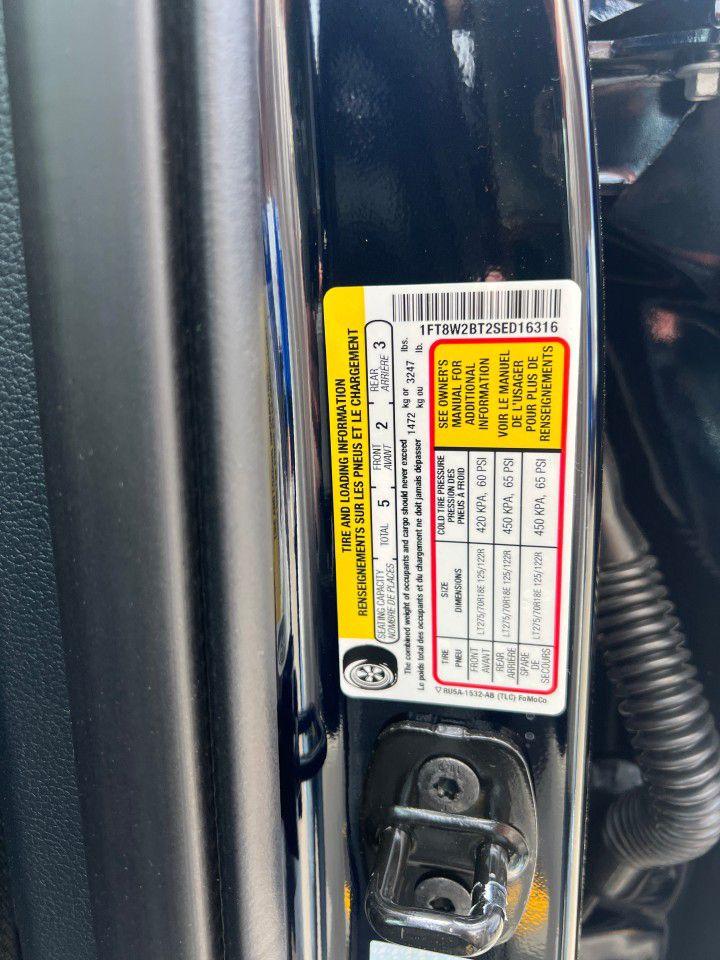 1FT8W2BT2SED16316
TIRE AND LOADING INFORMATION
RENSEIGNEMENTS SUR LES PNEUS ET LE CHARGEMENT
SEATING CAPACITY
NOMBRE DE PLACES
TOTAL 5
FRONT
AVANT 2
REAR
ARRIÈRE 3
The combined weight of occupants and cargo should never exceed
Le poids total des occupants et du chargement ne doit jamais dépasser
1472 kg or 3247 lbs.
kg ou lb.
TIRE SIZE COLD TIRE PRESSURE
PNEU DIMENSIONS PRESSION DES
PNEUS À FROID
FRONT
AVANT
LT275/70R18E 125/122R 420 KPA, 60 PSI
REAR
ARRIÈRE
LT275/70R18E 125/122R 450 KPA, 65 PSI
SPARE
DE
SECOURS
LT275/70R18E 125/122R 450 KPA, 65 PSI
SEE OWNER'S
MANUAL FOR
ADDITIONAL
INFORMATION
VOIR LE MANUEL
DE L'USAGER
POUR PLUS DE
RENSEIGNEMENTS
RU5A-1532-AB (TLC) FoMoCo